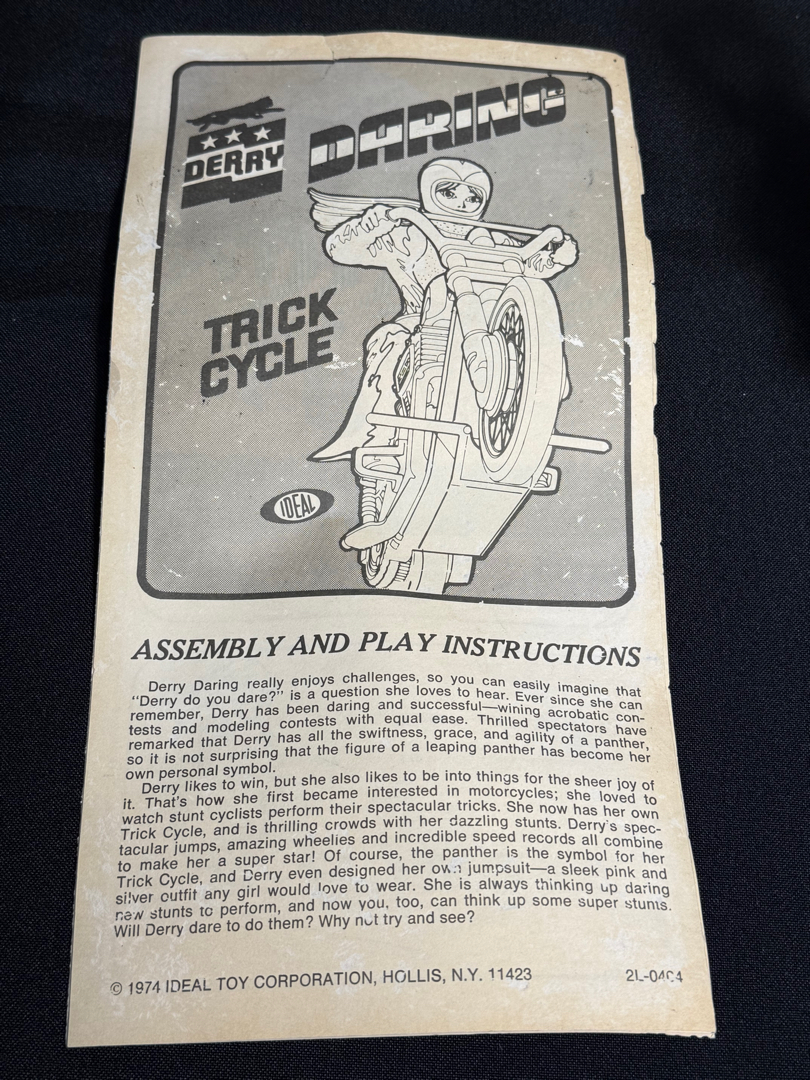 DERRY
DARING
TRICK
CYCLE
IDEAL
ASSEMBLY AND PLAY INSTRUCTIONS
Derry Daring really enjoys challenges, so you can easily imagine that
"Derry do you dare?" is a question she loves to hear. Ever since she can
remember, Derry has been daring and successful—wining acrobatic con-
tests and modeling contests with equal ease. Thrilled spectators have
remarked that Derry has all the swiftness, grace, and agility of a panther,
so it is not surprising that the figure of a leaping panther has become her
own personal symbol.
Derry likes to win, but she also likes to be into things for the sheer joy of
it. That's how she first became interested in motorcycles; she loved to
watch stunt cyclists perform their spectacular tricks. She now has her own
Trick Cycle, and is thrilling crowds with her dazzling stunts. Derry's spec-
tacular jumps, amazing wheelies and incredible speed records all combine
to make her a super star! Of course, the panther is the symbol for her
Trick Cycle, and Derry even designed her own jumpsuit—a sleek pink and
silver outfit any girl would love to wear. She is always thinking up daring
new stunts to perform, and now you, too, can think up some super stunts.
Will Derry dare to do them? Why not try and see?
© 1974 IDEAL TOY CORPORATION, HOLLIS, N.Y. 11423